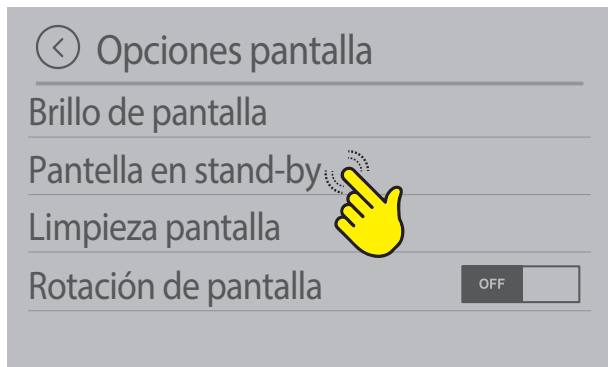 Opciones pantalla
Brillo de pantalla
Pantella en stand-by
Limpieza pantalla
Rotación de pantalla OFF